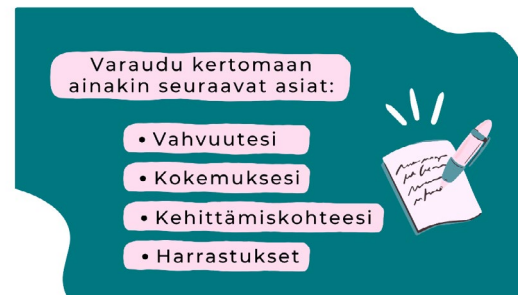 Varaudu kertomaan
ainakin seuraavat asiat:
• Vahvuutesi
• Kokemuksesi
• Kehittämiskohteesi
• Harrastukset